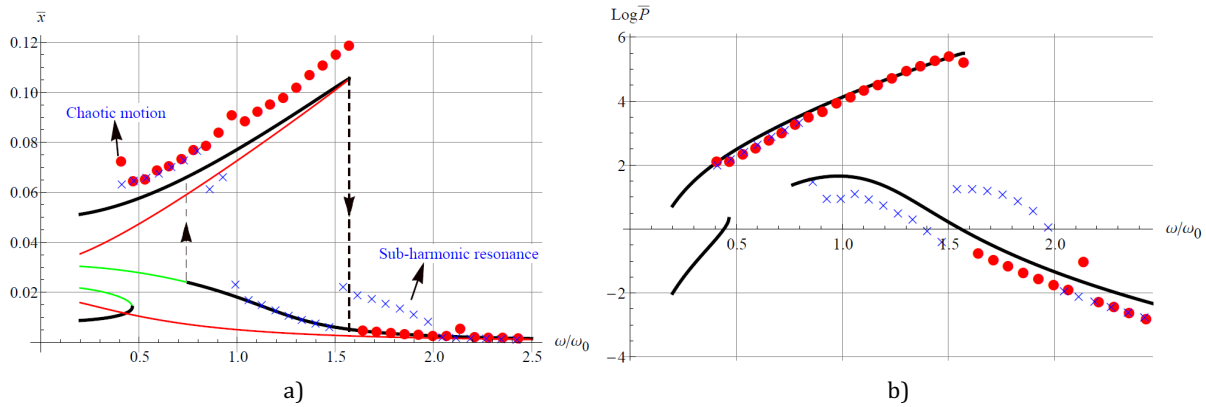 x̅
0.12
0.10
0.08
0.06
0.04
0.02
Chaotic motion
Sub-harmonic resonance
0.5
1.0
1.5
2.0
2.5
ω/ω₀
a)
Log P̅
6
4
2
−2
−4
0.5
1.0
1.5
2.0
ω/ω₀
b)